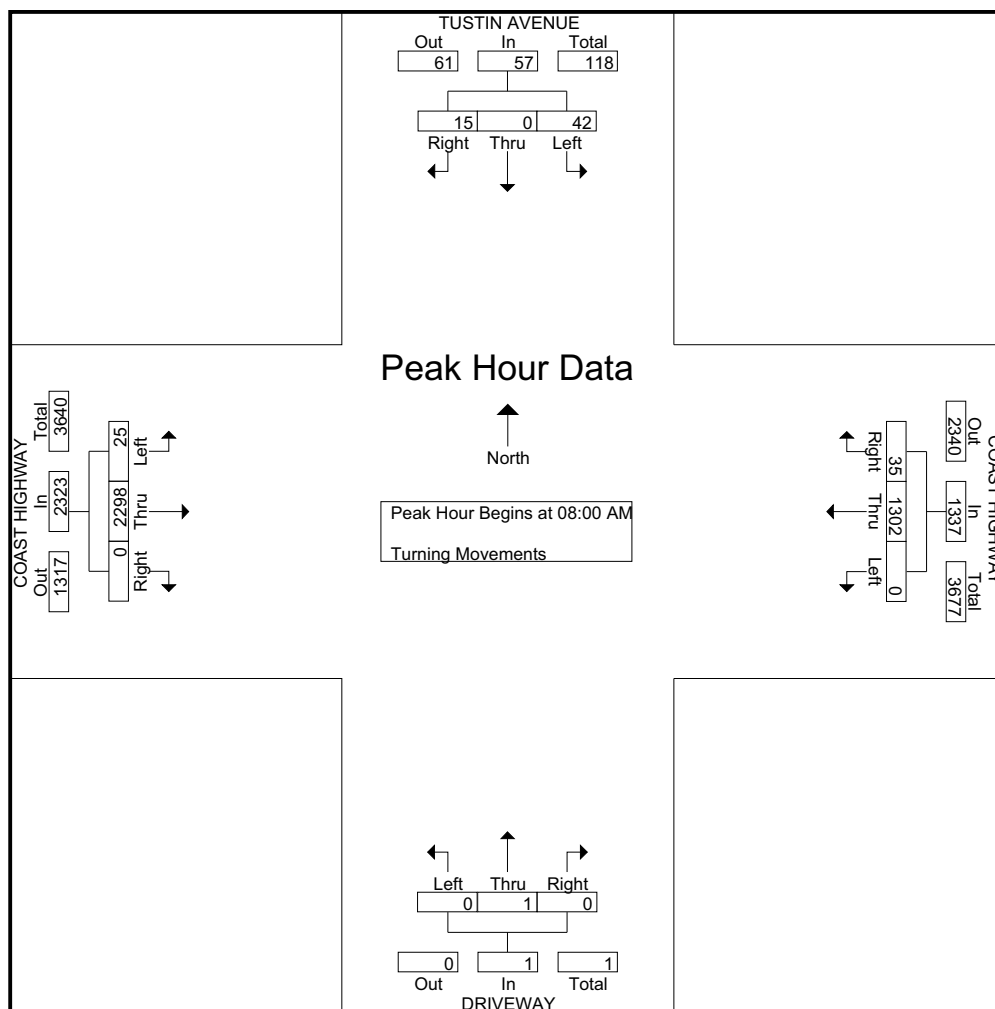 TUSTIN AVENUE
Out In Total
61 57 118
15 0 42
Right Thru Left
Peak Hour Data
North
Peak Hour Begins at 08:00 AM
Turning Movements
COAST HIGHWAY
Out In Total
1317 2323 3640
25 2298 0
Left Thru Right
COAST HIGHWAY
Out In Total
2340 1337 3677
35 1302 0
Right Thru Left
Left Thru Right
0 1 0
0 1 1
Out In Total
DRIVEWAY